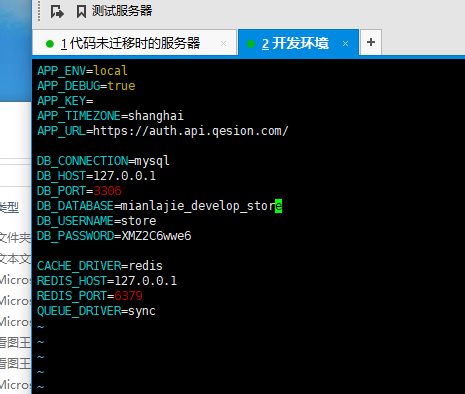 测试服务器
1 代码未迁移时的服务器 ×
2 开发环境 ×
+
APP_ENV=local
APP_DEBUG=true
APP_KEY=
APP_TIMEZONE=shanghai
APP_URL=https://auth.api.qesion.com/
DB_CONNECTION=mysql
DB_HOST=127.0.0.1
DB_PORT=3306
DB_DATABASE=mianlajie_develop_store
DB_USERNAME=store
DB_PASSWORD=XMZ2C6wwe6
CACHE_DRIVER=redis
REDIS_HOST=127.0.0.1
REDIS_PORT=6379
QUEUE_DRIVER=sync
~
~
~
~
~
类型
文件夹
文本文
Micros
Micros
Micros
看图王
看图王
Micros